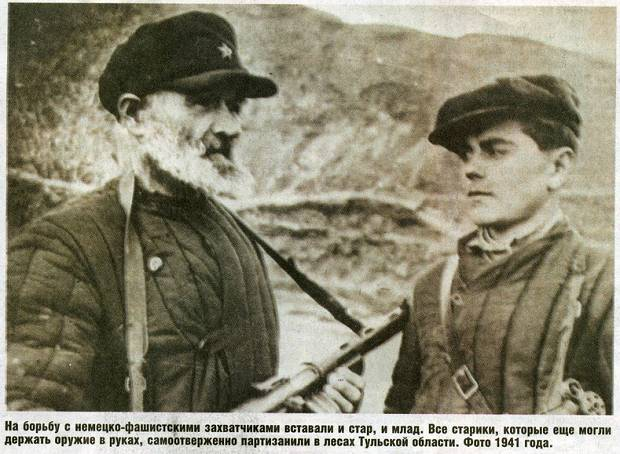 На борьбу с немецко-фашистскими захватчиками вставали и стар, и млад. Все старики, которые еще могли
держать оружие в руках, самоотверженно партизанили в лесах Тульской области. Фото 1941 года.